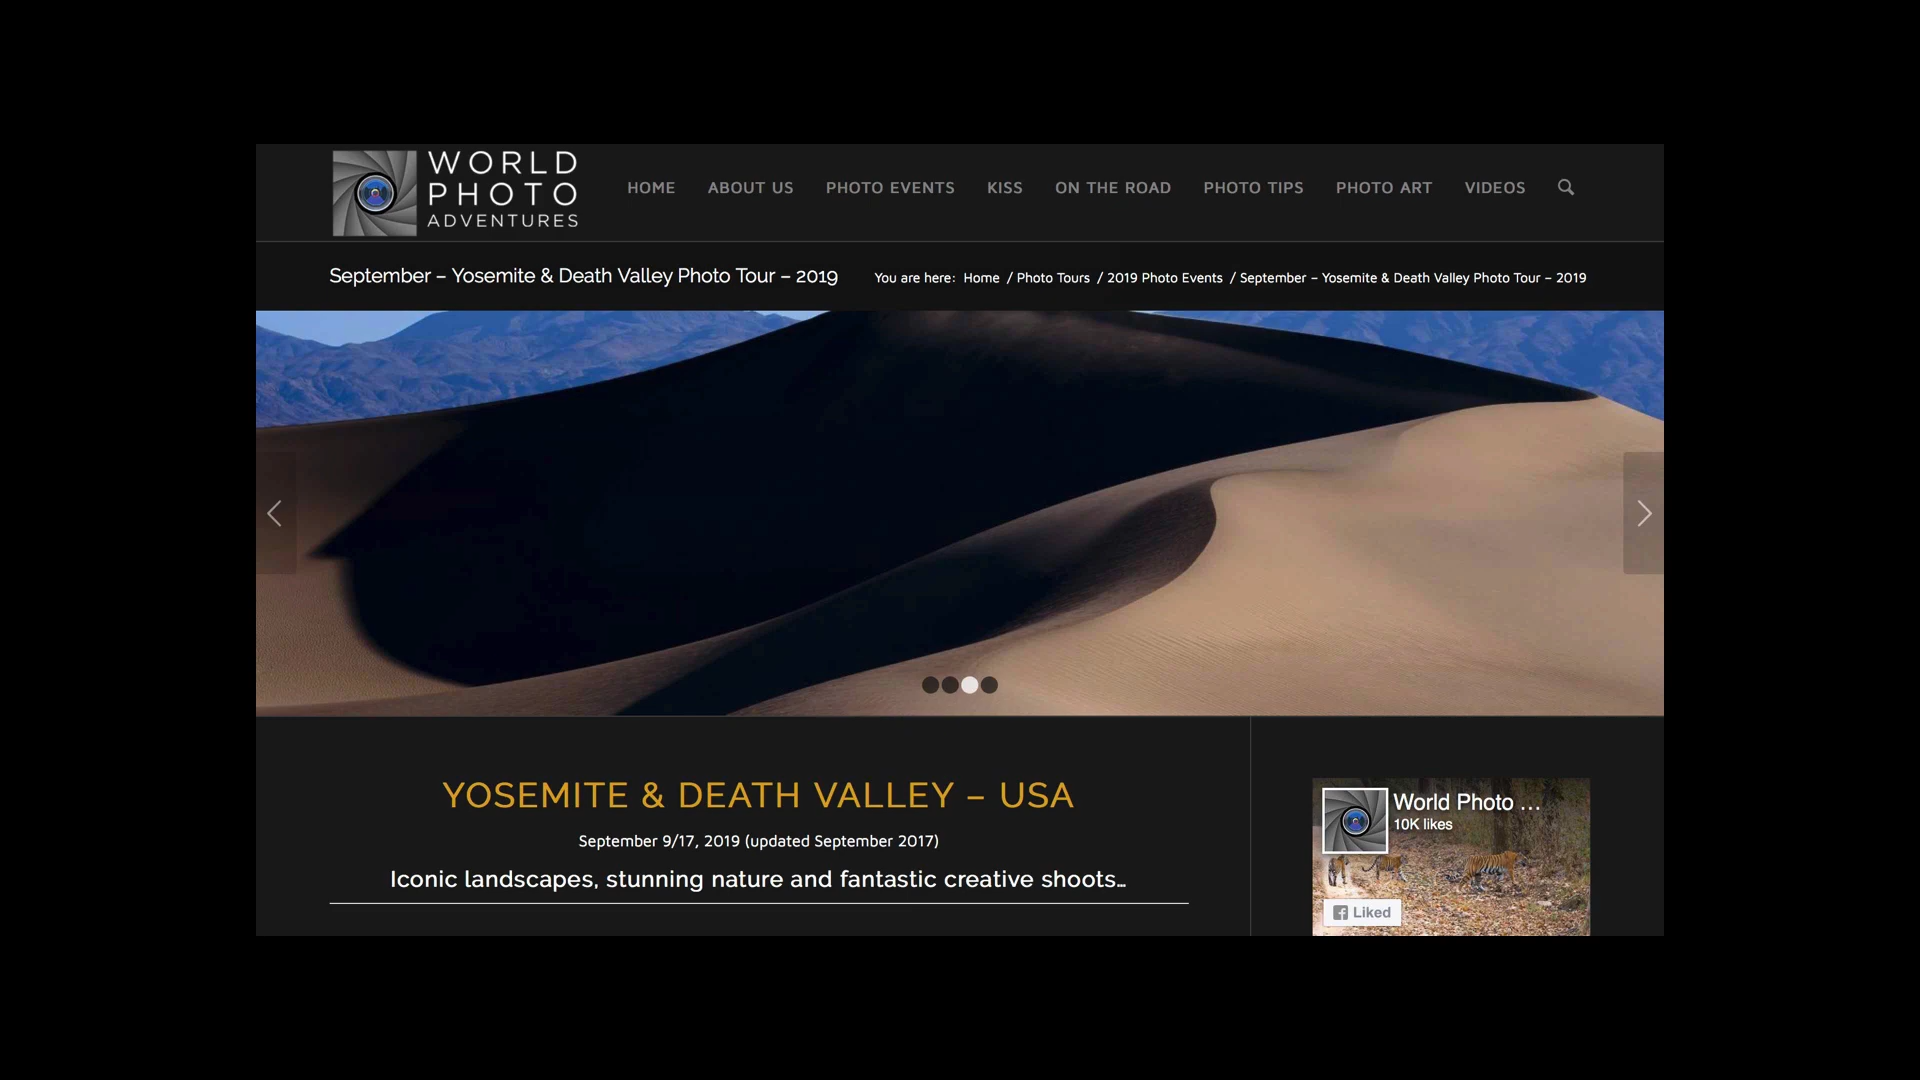 WORLD
PHOTO
ADVENTURES
HOME ABOUT US PHOTO EVENTS KISS ON THE ROAD PHOTO TIPS PHOTO ART VIDEOS
September – Yosemite & Death Valley Photo Tour – 2019
You are here: Home / Photo Tours / 2019 Photo Events / September – Yosemite & Death Valley Photo Tour – 2019
YOSEMITE & DEATH VALLEY – USA
September 9/17, 2019 (updated September 2017)
Iconic landscapes, stunning nature and fantastic creative shoots…
World Photo ...
10K likes
Liked